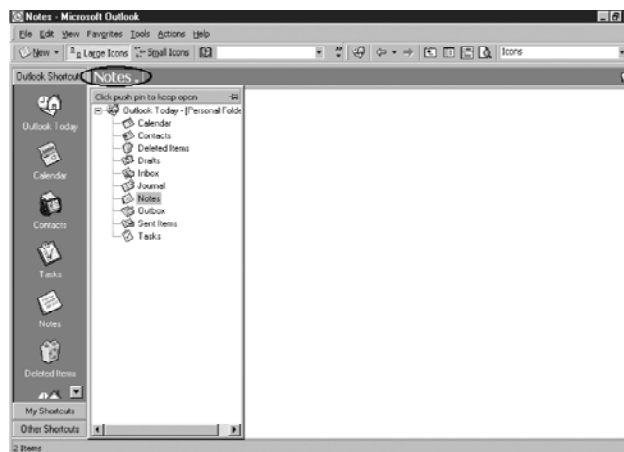 Notes - Microsoft Outlook
File Edit View Favorites Tools Actions Help
New Large Icons Small Icons Icons
Outlook Shortcuts Notes
Click push pin to keep open
Outlook Today - [Personal Folde
Calendar
Contacts
Deleted Items
Drafts
Inbox
Journal
Notes
Outbox
Sent Items
Tasks
Outlook Today
Calendar
Contacts
Tasks
Notes
Deleted Items
My Shortcuts
Other Shortcuts
2 Items